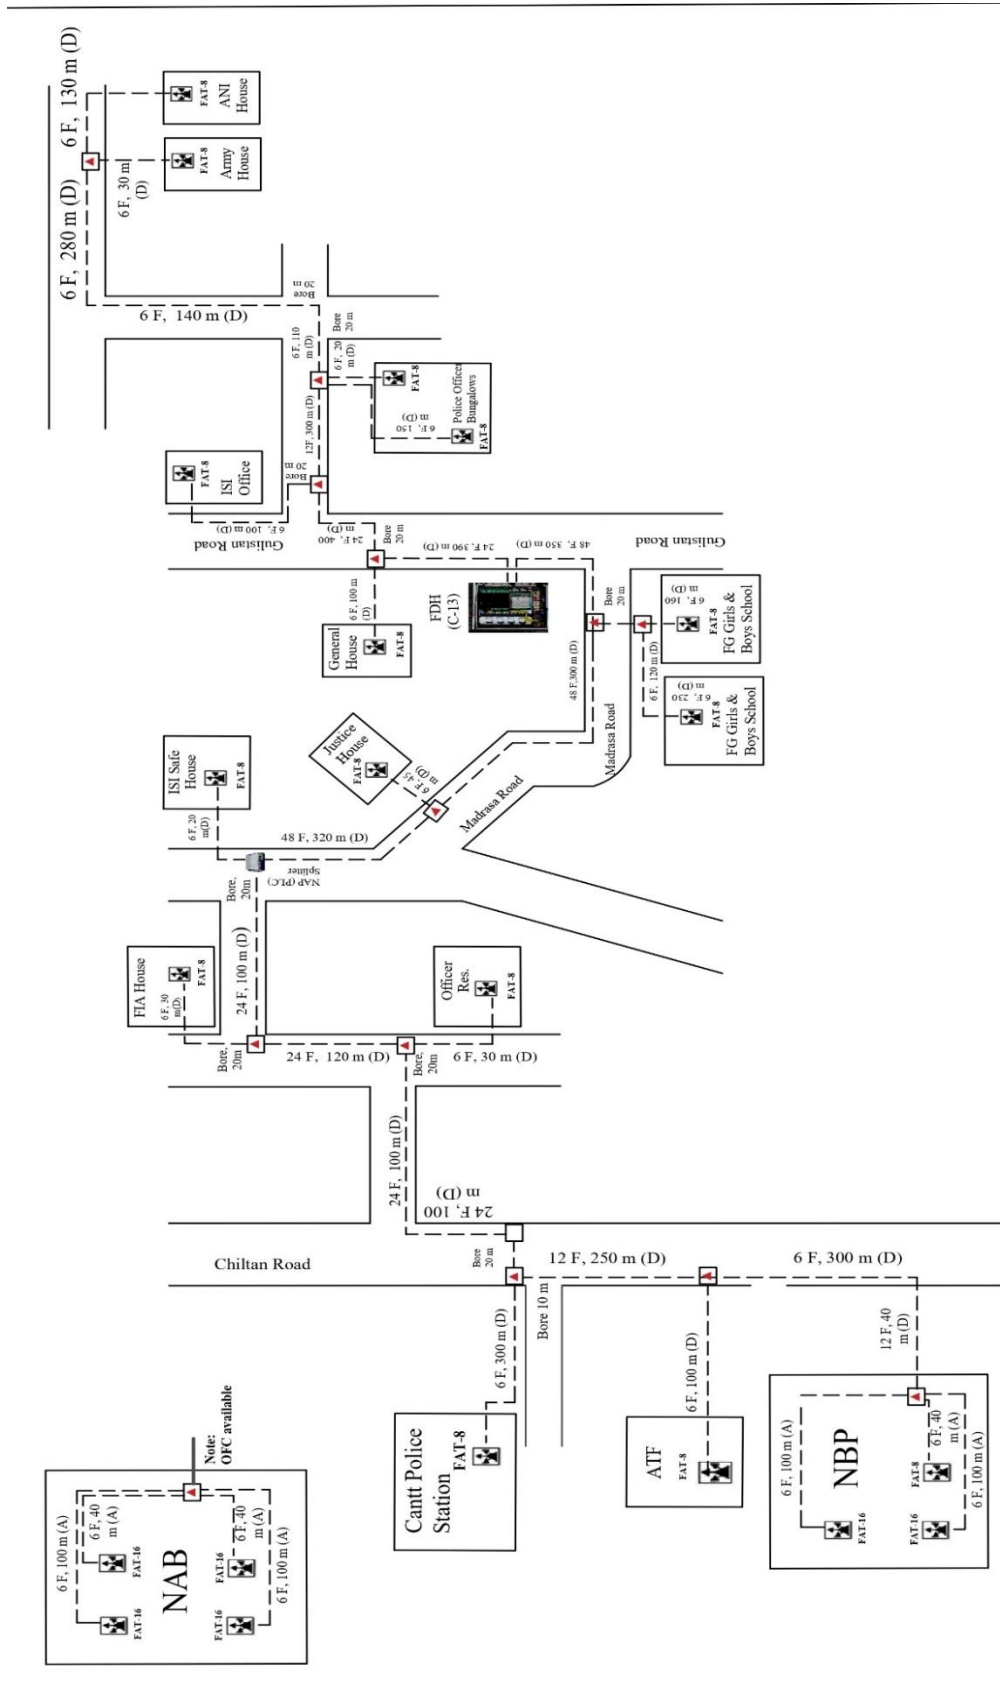 6 F, 130 m (D)
FAT-8
ANI
House
6 F, 280 m (D)
6 F, 30 m
(D)
FAT-8
Army
House
6 F, 140 m (D)
Bore
20 m
6 F, 110
m (D)
Bore
20 m
6 F, 20
m (D)
FAT-8
6 F, 150
m (D)
Police Officer
Bungalows
FAT-8
12F, 300 m (D)
FAT-8
ISI
Office
Bore
20 m
6 F, 100 m (D)
Gulistan Road
24 F, 400
m (D)
Bore
20 m
24 F, 390 m (D)
48 F, 350 m (D)
Gulistan Road
6 F, 100 m
(D)
General
House
FAT-8
FDH
(C-13)
Bore
20 m
6 F, 160
m (D)
FAT-8
FG Girls &
Boys School
48 F,300 m (D)
6 F, 120 m (D)
6 F, 230
m (D)
FAT-8
FG Girls &
Boys School
Justice
House
FAT-8
6 F, 45
m (D)
Madrasa Road
Madrasa Road
ISI Safe
House
FAT-8
6 F, 20
m(D)
48 F, 320 m (D)
NAP (PLC)
Splitter
Bore,
20m
24 F, 100 m (D)
FIA House
6 F, 30
m(D)
FAT-8
Officer
Res.
FAT-8
Bore,
20m
24 F, 120 m (D)
Bore,
20m
6 F, 30 m (D)
24 F, 100 m (D)
24 F, 100
m (D)
Chiltan Road
Bore
20 m
12 F, 250 m (D)
6 F, 300 m (D)
Bore 10 m
6 F, 300 m (D)
6 F, 100 m (D)
12 F, 40
m (D)
Cantt Police
Station
FAT-8
ATF
FAT-8
6 F, 100 m (A)
NBP
6 F, 40
m (A)
6 F, 100 m (A)
FAT-8
FAT-16
FAT-16
Note:
OFC available
6 F, 100 m (A)
6 F, 40
m (A)
NAB
6 F, 40
m (A)
6 F, 100 m (A)
FAT-16
FAT-16
FAT-16
FAT-16